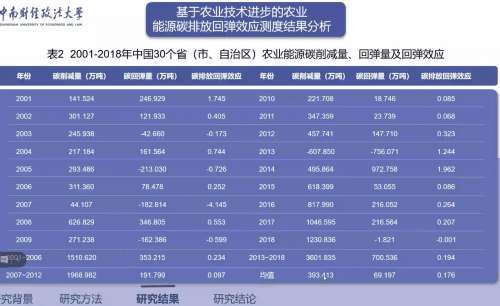 中南财经政法大学
ZHONGNAN UNIVERSITY OF ECONOMICS AND LAW
基于农业技术进步的农业
能源碳排放回弹效应测度结果分析
表2 2001-2018年中国30个省（市、自治区）农业能源碳削减量、回弹量及回弹效应
年份 碳削减量（万吨） 碳回弹量（万吨） 碳排放回弹效应 年份 碳削减量（万吨） 碳回弹量（万吨） 碳排放回弹效应
2001 141.524 246.929 1.745 2010 221.708 18.746 0.085
2002 301.127 121.933 0.405 2011 347.359 23.739 0.068
2003 245.938 -42.660 -0.173 2012 457.741 147.710 0.323
2004 217.184 161.564 0.744 2013 -607.850 -756.071 1.244
2005 293.486 -213.030 -0.726 2014 495.864 972.758 1.962
2006 311.360 78.478 0.252 2015 618.399 53.055 0.086
2007 44.107 -182.814 -4.145 2016 817.990 216.052 0.264
2008 626.829 346.805 0.553 2017 1046.595 216.564 0.207
2009 271.238 -162.386 -0.599 2018 1230.836 -1.821 -0.001
-2006 1510.620 353.215 0.234 2013-2018 3601.835 700.536 0.194
2007-2012 1968.982 191.799 0.097 均值 393.413 69.197 0.176
究背景 研究方法 研究结果 研究结论